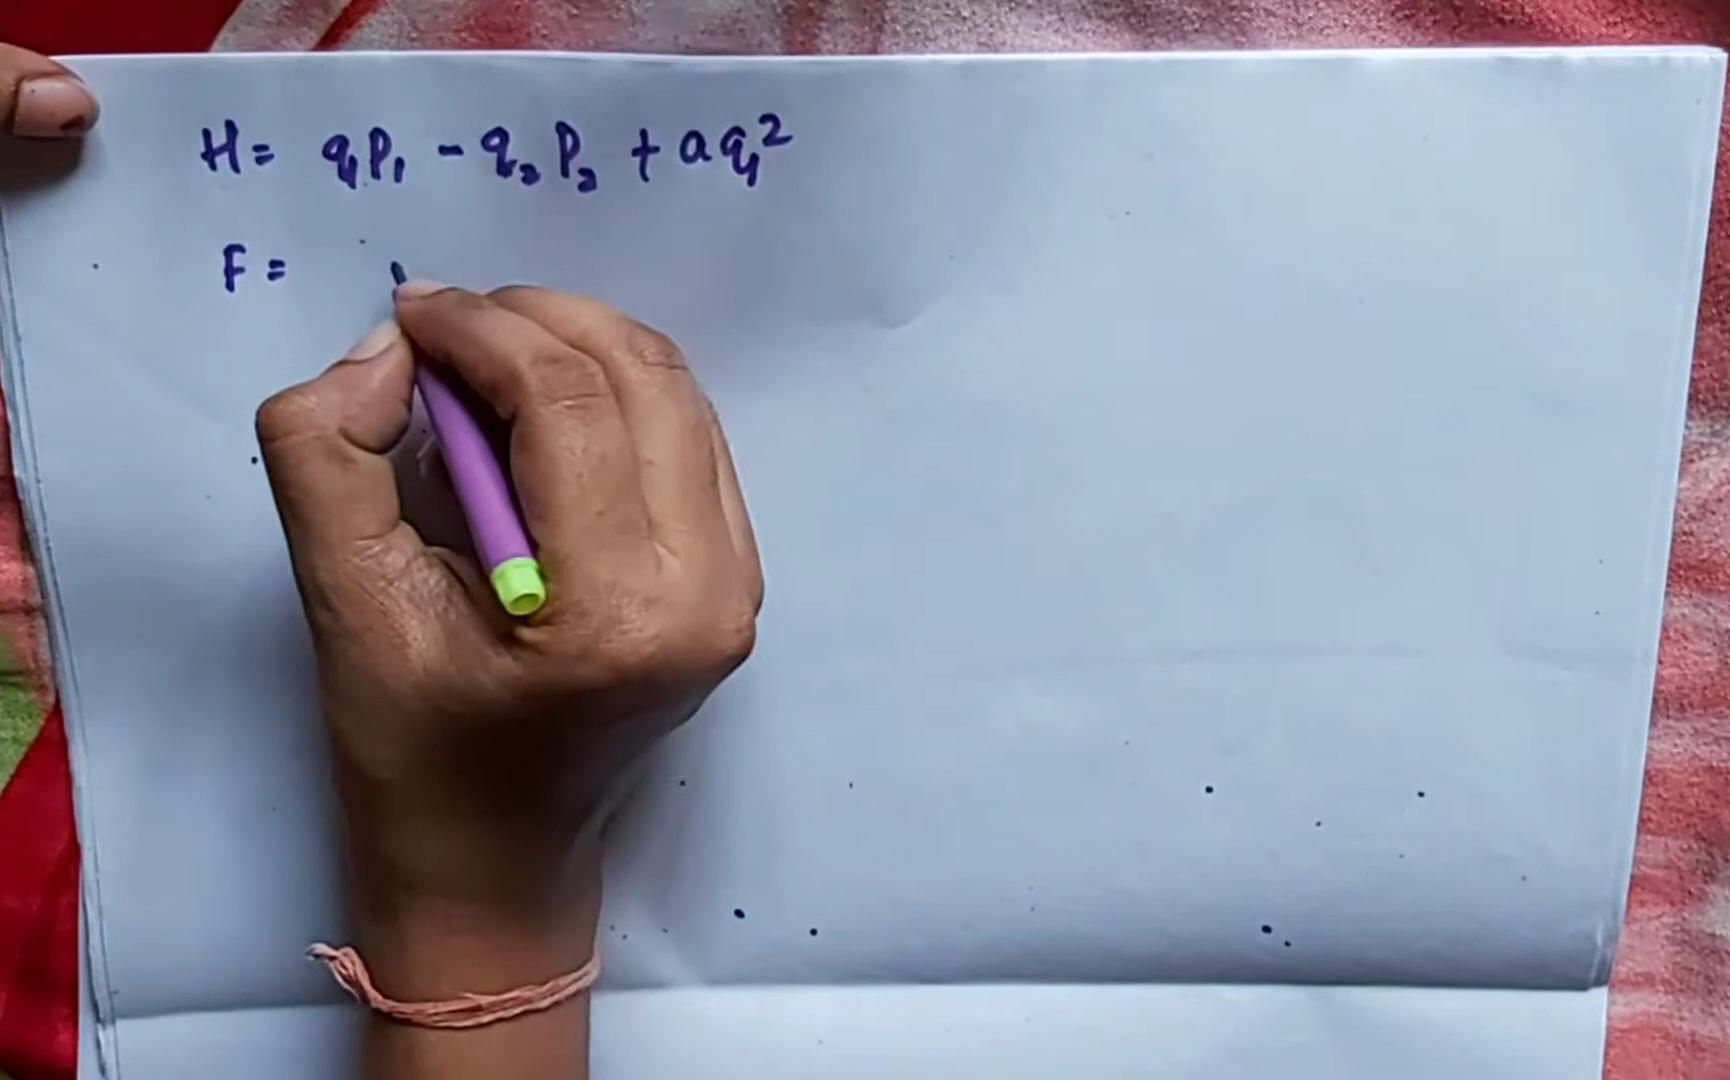 H = q₁P₁ - q₂P₂ + aq₁²
F =